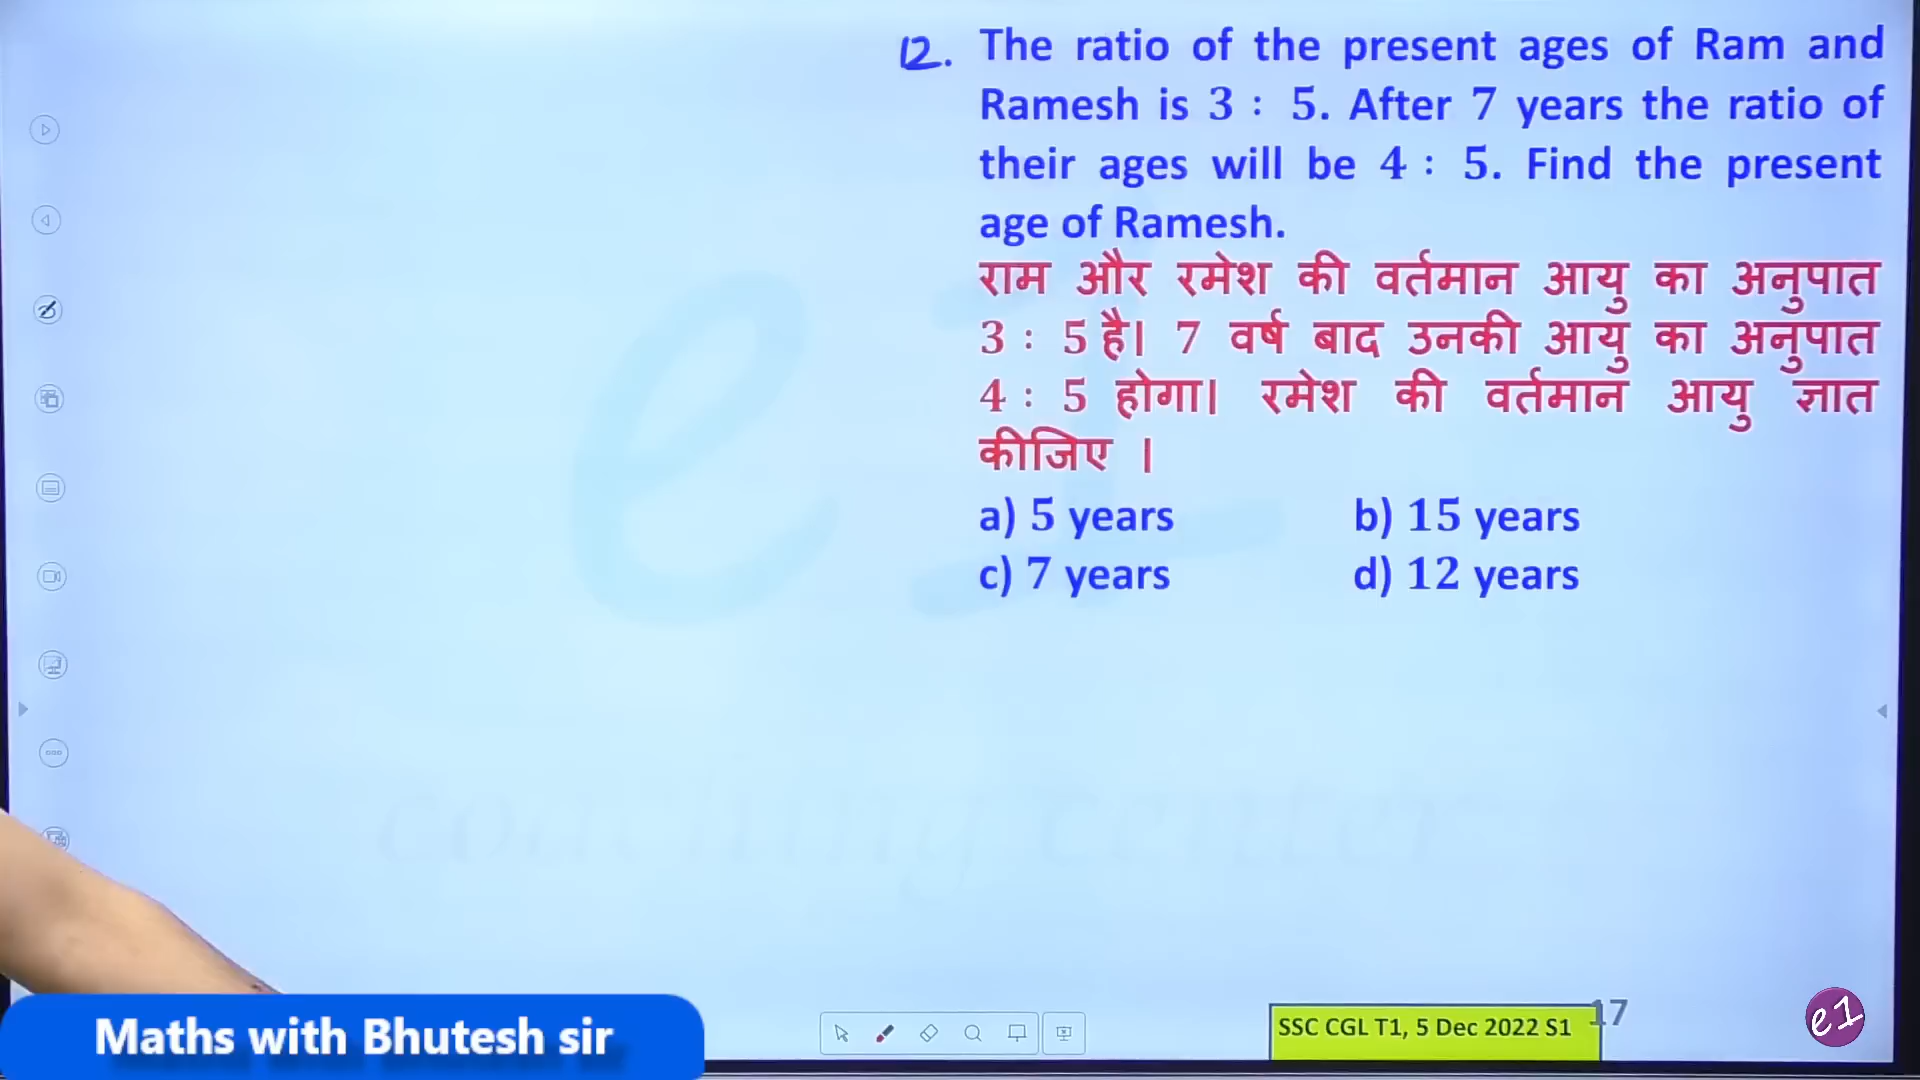 12. The ratio of the present ages of Ram and
Ramesh is 3 : 5. After 7 years the ratio of
their ages will be 4 : 5. Find the present
age of Ramesh.
राम और रमेश की वर्तमान आयु का अनुपात
3 : 5 है। 7 वर्ष बाद उनकी आयु का अनुपात
4 : 5 होगा। रमेश की वर्तमान आयु ज्ञात
कीजिए ।
a) 5 years b) 15 years
c) 7 years d) 12 years
e1
coaching center
Maths with Bhutesh sir
SSC CGL T1, 5 Dec 2022 S1
17
e1